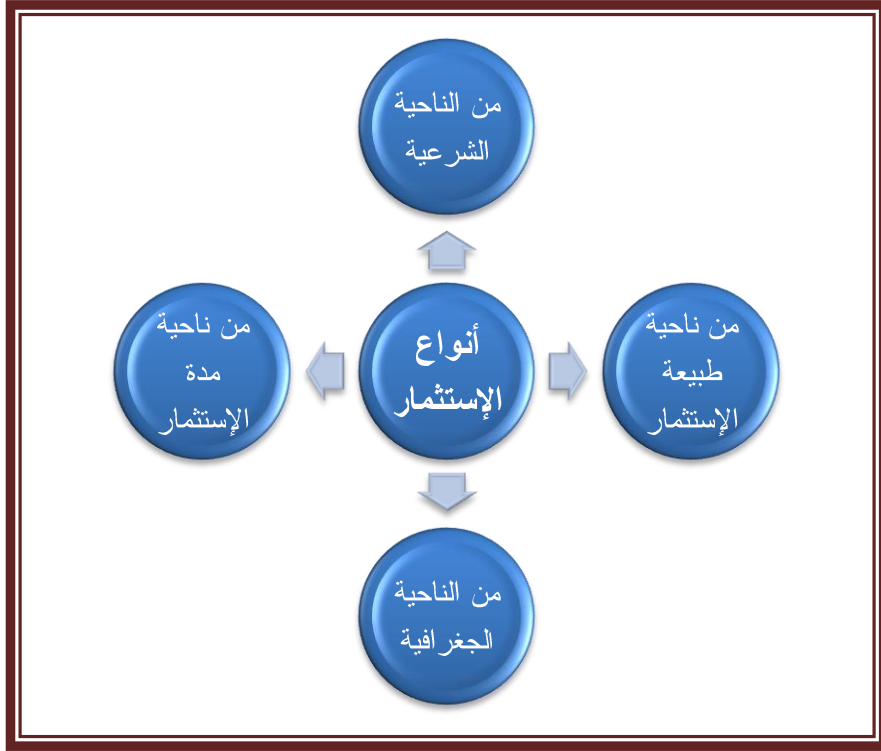 من الناحية
الشرعية
من ناحية
طبيعة
الإستثمار
أنواع
الإستثمار
من ناحية
مدة
الإستثمار
من الناحية
الجغرافية